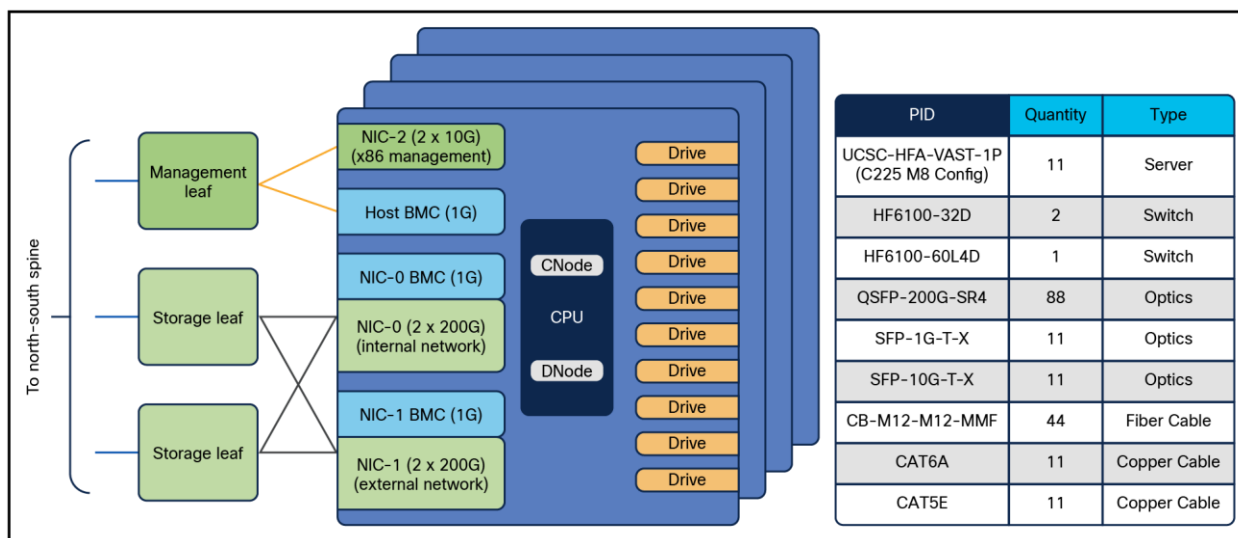 To north-south spine
Management
leaf
Storage leaf
Storage leaf
NIC-2 (2 x 10G)
(x86 management)
Host BMC (1G)
NIC-0 BMC (1G)
NIC-0 (2 x 200G)
(internal network)
NIC-1 BMC (1G)
NIC-1 (2 x 200G)
(external network)
CNode
CPU
DNode
Drive
Drive
Drive
Drive
Drive
Drive
Drive
Drive
Drive
Drive
PID Quantity Type
UCSC-HFA-VAST-1P
(C225 M8 Config) 11 Server
HF6100-32D 2 Switch
HF6100-60L4D 1 Switch
QSFP-200G-SR4 88 Optics
SFP-1G-T-X 11 Optics
SFP-10G-T-X 11 Optics
CB-M12-M12-MMF 44 Fiber Cable
CAT6A 11 Copper Cable
CAT5E 11 Copper Cable